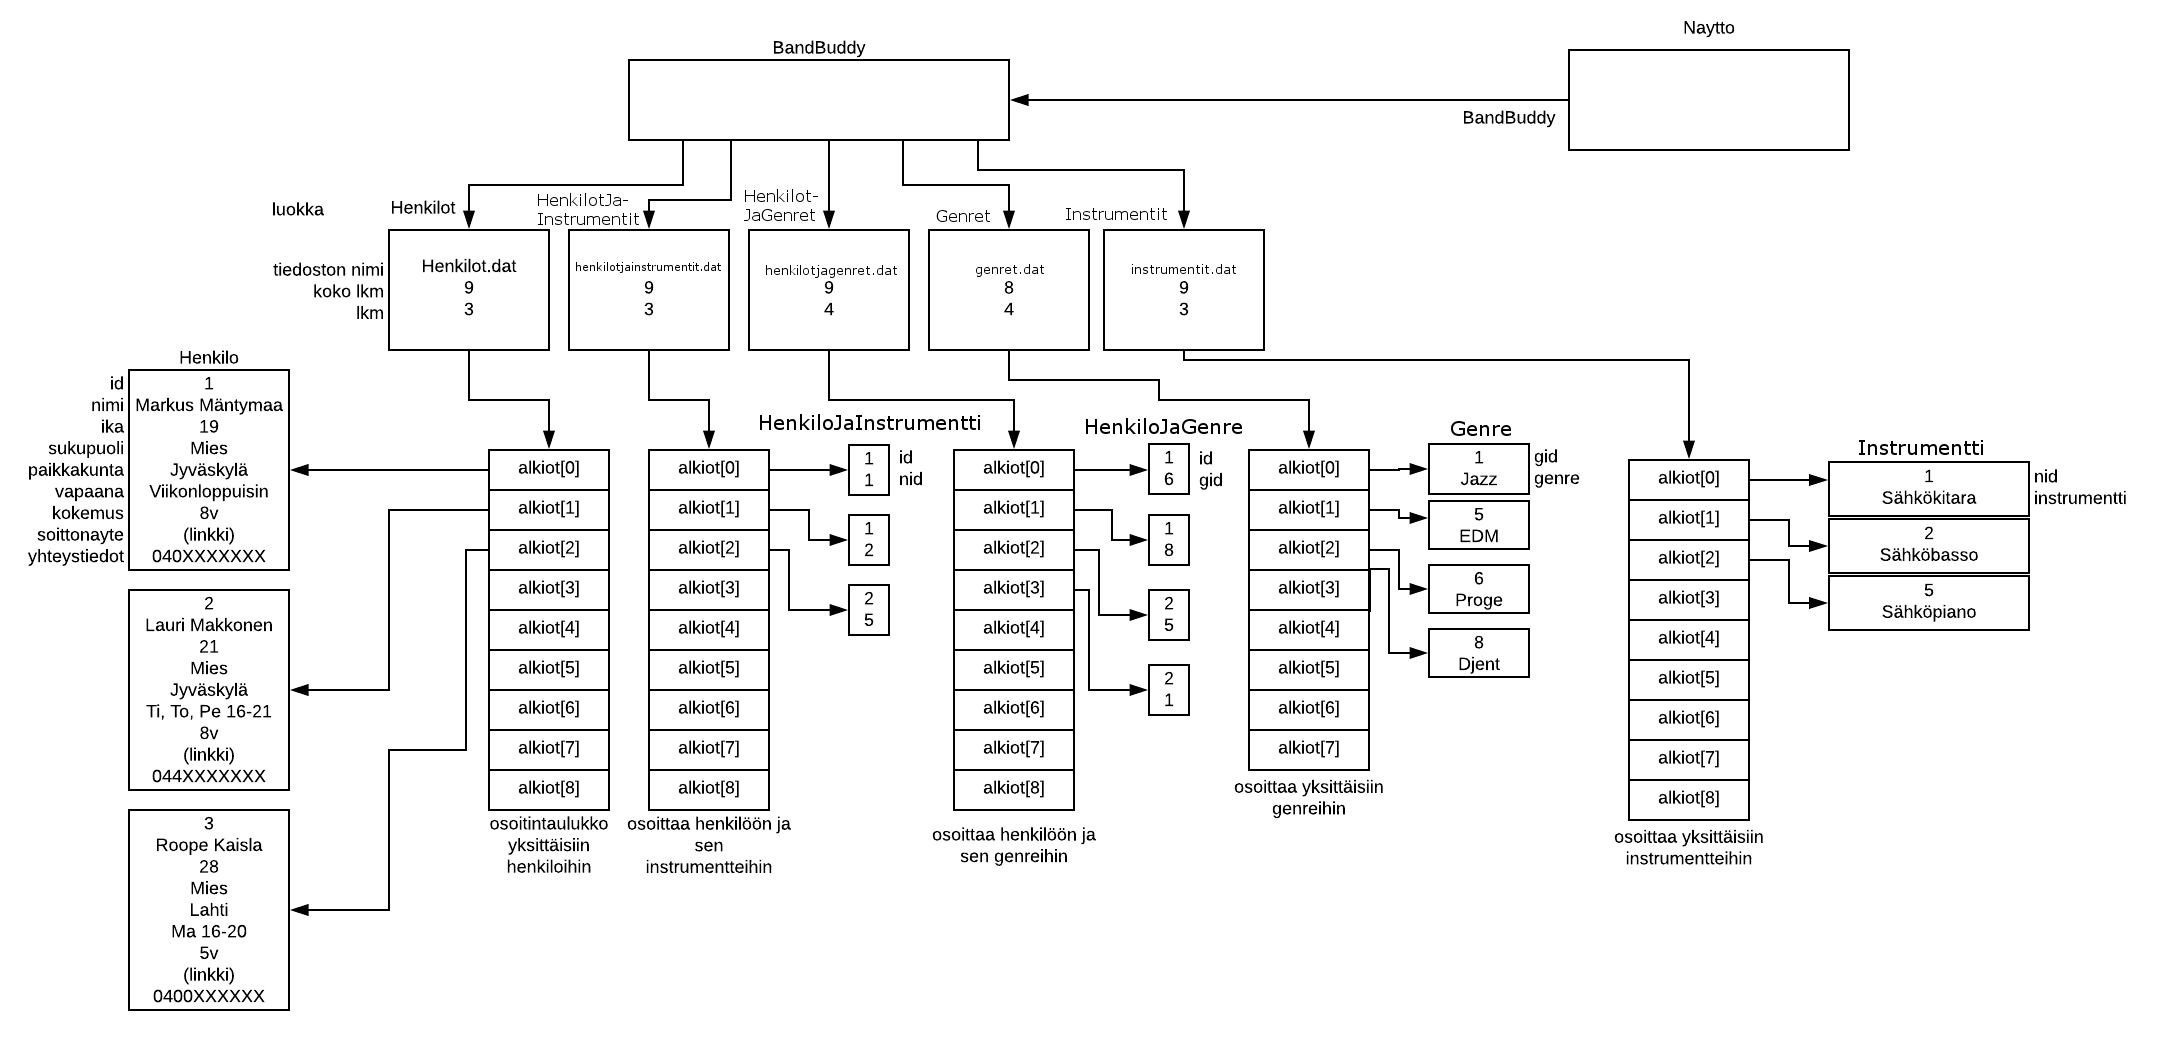 Naytto
BandBuddy
BandBuddy
luokka
Henkilot
HenkilotJa-
Instrumentit
Henkilot-
JaGenret
Genret
Instrumentit
tiedoston nimi
koko lkm
lkm
Henkilot.dat
9
3
henkilotjainstrumentit.dat
9
3
henkilotjagenret.dat
9
4
genret.dat
8
4
instrumentit.dat
9
3
Henkilo
id
nimi
ika
sukupuoli
paikkakunta
vapaana
kokemus
soittonayte
yhteystiedot
1
Markus Mäntymaa
19
Mies
Jyväskylä
Viikonloppuisin
8v
(linkki)
040XXXXXXX
2
Lauri Makkonen
21
Mies
Jyväskylä
Ti, To, Pe 16-21
8v
(linkki)
044XXXXXXX
3
Roope Kaisla
28
Mies
Lahti
Ma 16-20
5v
(linkki)
0400XXXXXX
alkiot[0]
alkiot[1]
alkiot[2]
alkiot[3]
alkiot[4]
alkiot[5]
alkiot[6]
alkiot[7]
alkiot[8]
osoitintaulukko
yksittäisiin
henkiloihin
alkiot[0]
alkiot[1]
alkiot[2]
alkiot[3]
alkiot[4]
alkiot[5]
alkiot[6]
alkiot[7]
alkiot[8]
osoittaa henkilöön ja
sen
instrumentteihin
HenkiloJaInstrumentti
1
1
id
nid
1
2
2
5
alkiot[0]
alkiot[1]
alkiot[2]
alkiot[3]
alkiot[4]
alkiot[5]
alkiot[6]
alkiot[7]
alkiot[8]
osoittaa henkilöön ja
sen genreihin
HenkiloJaGenre
1
6
id
gid
1
8
2
5
2
1
alkiot[0]
alkiot[1]
alkiot[2]
alkiot[3]
alkiot[4]
alkiot[5]
alkiot[6]
alkiot[7]
osoittaa yksittäisiin
genreihin
Genre
1
Jazz
gid
genre
5
EDM
6
Proge
8
Djent
alkiot[0]
alkiot[1]
alkiot[2]
alkiot[3]
alkiot[4]
alkiot[5]
alkiot[6]
alkiot[7]
alkiot[8]
osoittaa yksittäisiin
instrumentteihin
Instrumentti
1
Sähkökitara
nid
instrumentti
2
Sähköbasso
5
Sähköpiano